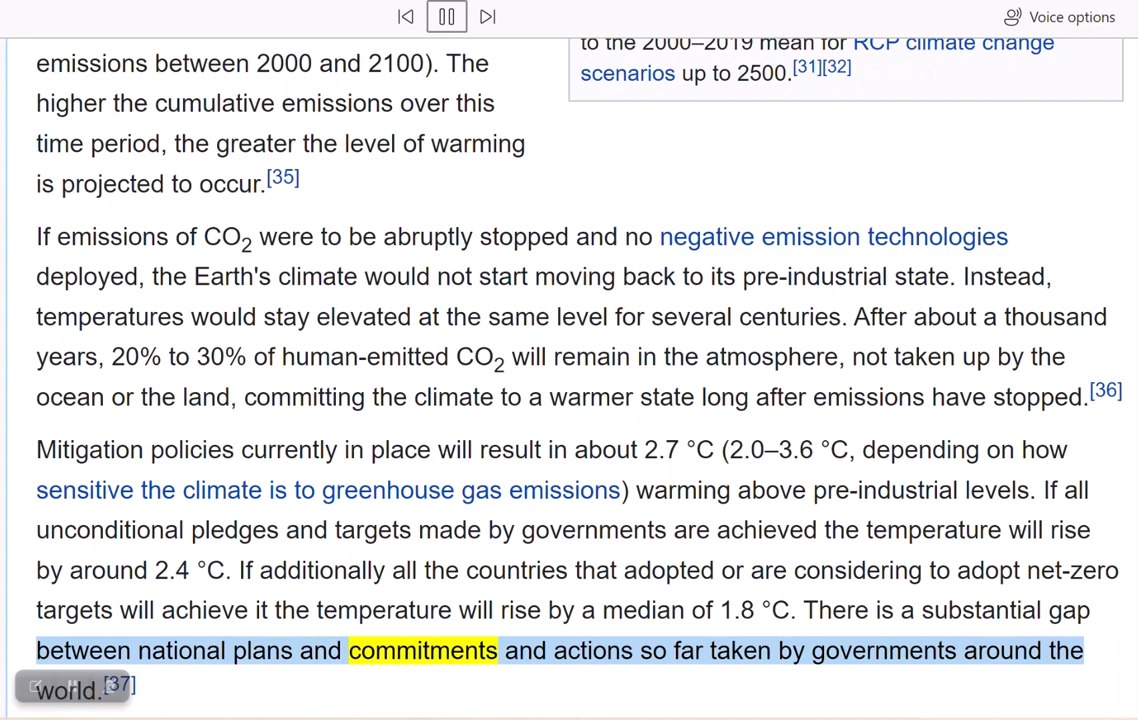 Voice options
emissions between 2000 and 2100). The
higher the cumulative emissions over this
time period, the greater the level of warming
is projected to occur.[35]
to the 2000–2019 mean for RCP climate change
scenarios up to 2500.[31][32]
If emissions of CO2 were to be abruptly stopped and no negative emission technologies
deployed, the Earth's climate would not start moving back to its pre-industrial state. Instead,
temperatures would stay elevated at the same level for several centuries. After about a thousand
years, 20% to 30% of human-emitted CO2 will remain in the atmosphere, not taken up by the
ocean or the land, committing the climate to a warmer state long after emissions have stopped.[36]
Mitigation policies currently in place will result in about 2.7 °C (2.0–3.6 °C, depending on how
sensitive the climate is to greenhouse gas emissions) warming above pre-industrial levels. If all
unconditional pledges and targets made by governments are achieved the temperature will rise
by around 2.4 °C. If additionally all the countries that adopted or are considering to adopt net-zero
targets will achieve it the temperature will rise by a median of 1.8 °C. There is a substantial gap
between national plans and commitments and actions so far taken by governments around the
world.[37]